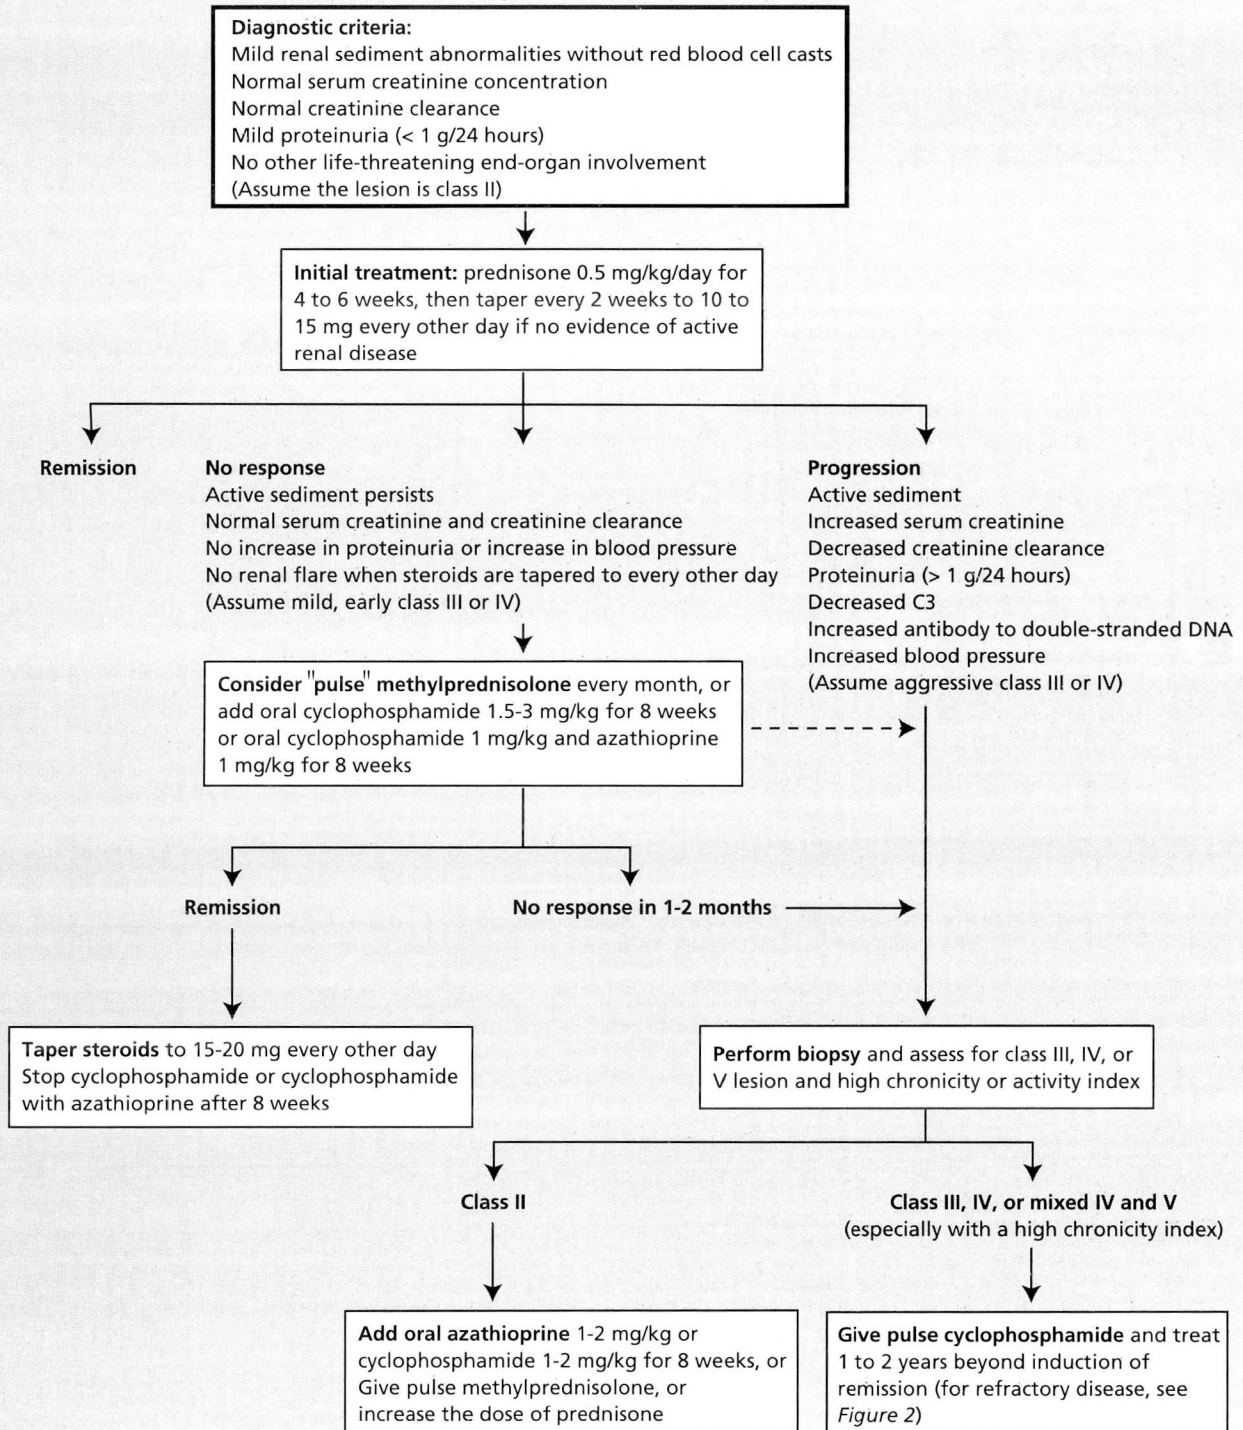 Diagnostic criteria:
Mild renal sediment abnormalities without red blood cell casts
Normal serum creatinine concentration
Normal creatinine clearance
Mild proteinuria (< 1 g/24 hours)
No other life-threatening end-organ involvement
(Assume the lesion is class II)
Initial treatment: prednisone 0.5 mg/kg/day for
4 to 6 weeks, then taper every 2 weeks to 10 to
15 mg every other day if no evidence of active
renal disease
Remission
No response
Active sediment persists
Normal serum creatinine and creatinine clearance
No increase in proteinuria or increase in blood pressure
No renal flare when steroids are tapered to every other day
(Assume mild, early class III or IV)
Progression
Active sediment
Increased serum creatinine
Decreased creatinine clearance
Proteinuria (> 1 g/24 hours)
Decreased C3
Increased antibody to double-stranded DNA
Increased blood pressure
(Assume aggressive class III or IV)
Consider "pulse" methylprednisolone every month, or
add oral cyclophosphamide 1.5-3 mg/kg for 8 weeks
or oral cyclophosphamide 1 mg/kg and azathioprine
1 mg/kg for 8 weeks
Remission
No response in 1-2 months
Taper steroids to 15-20 mg every other day
Stop cyclophosphamide or cyclophosphamide
with azathioprine after 8 weeks
Perform biopsy and assess for class III, IV, or
V lesion and high chronicity or activity index
Class II
Class III, IV, or mixed IV and V
(especially with a high chronicity index)
Add oral azathioprine 1-2 mg/kg or
cyclophosphamide 1-2 mg/kg for 8 weeks, or
Give pulse methylprednisolone, or
increase the dose of prednisone
Give pulse cyclophosphamide and treat
1 to 2 years beyond induction of
remission (for refractory disease, see
Figure 2)